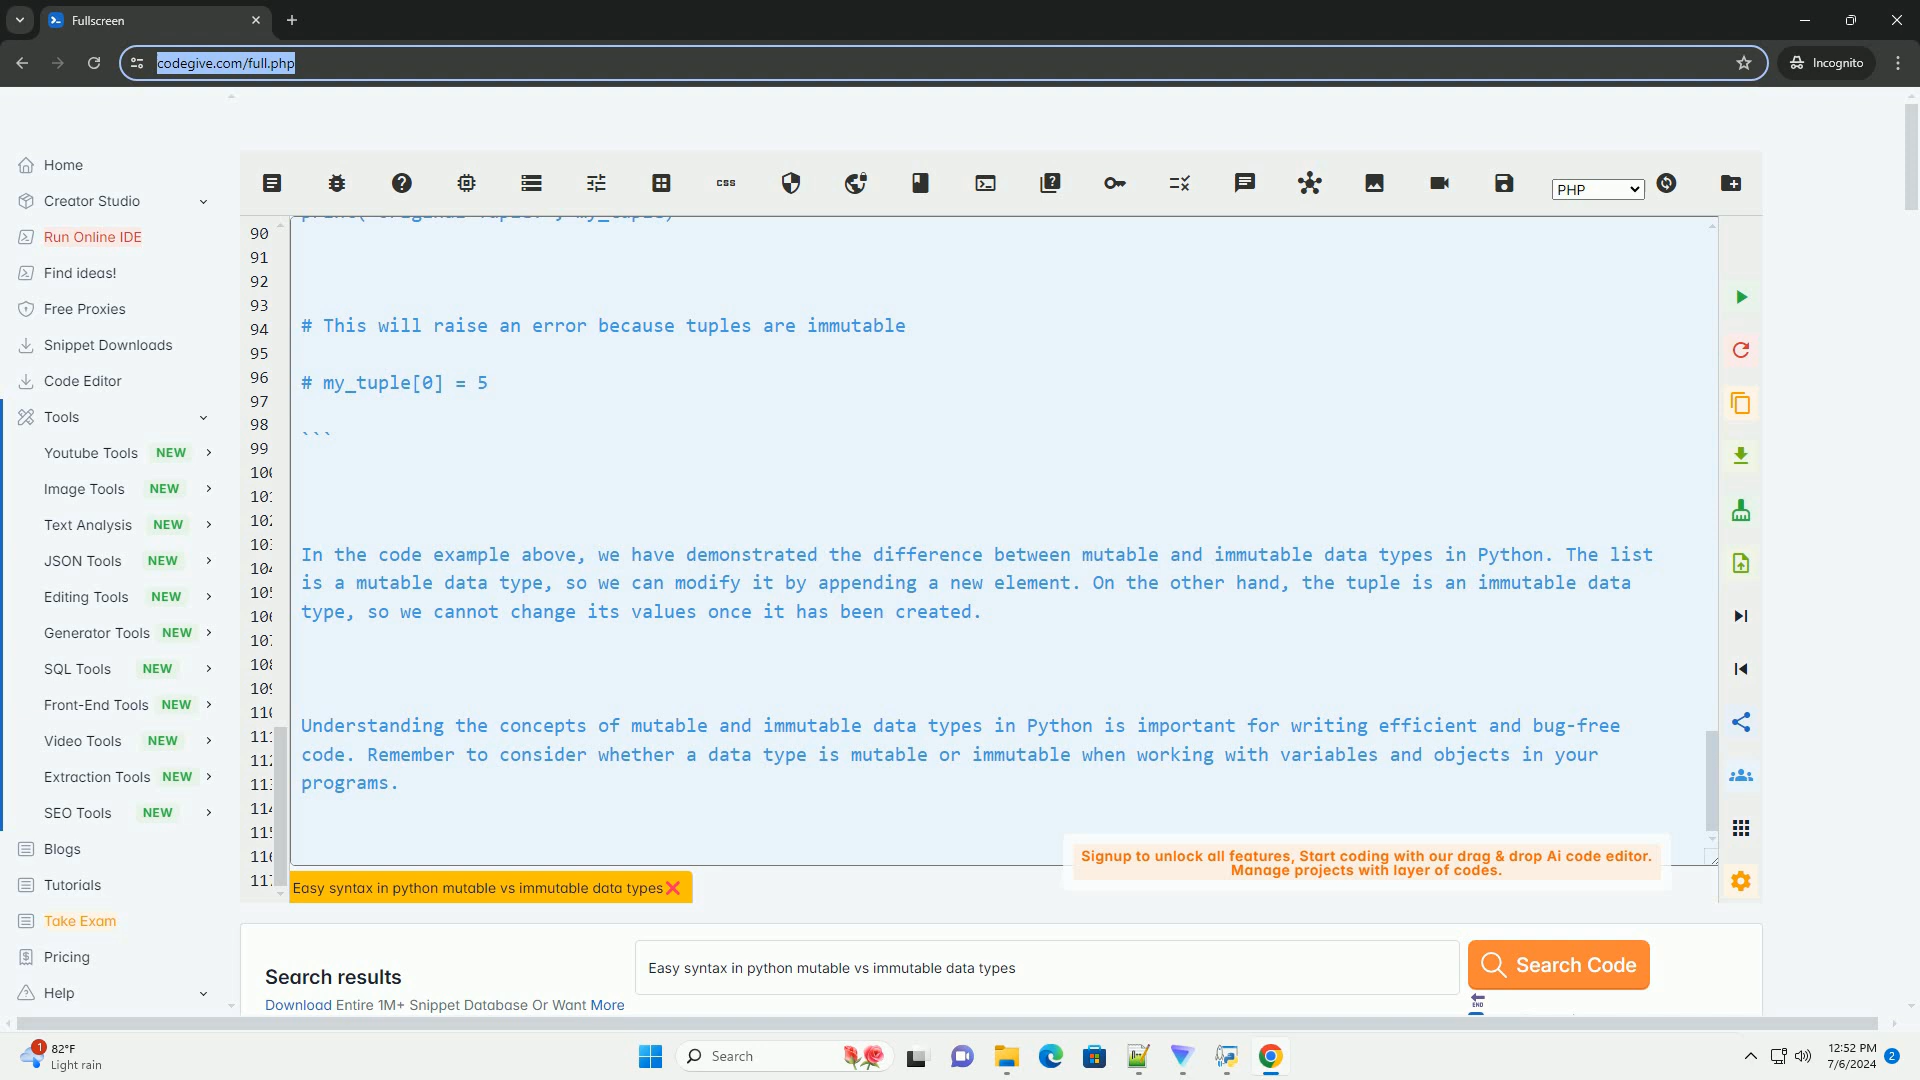 Fullscreen
codegive.com/full.php
Incognito
Home
Creator Studio
Run Online IDE
Find ideas!
Free Proxies
Snippet Downloads
Code Editor
Tools
Youtube Tools NEW
Image Tools NEW
Text Analysis NEW
JSON Tools NEW
Editing Tools NEW
Generator Tools NEW
SQL Tools NEW
Front-End Tools NEW
Video Tools NEW
Extraction Tools NEW
SEO Tools NEW
Blogs
Tutorials
Take Exam
Pricing
Help
css
PHP
90
91
92
93
94
95
96
97
98
99
# This will raise an error because tuples are immutable
# my_tuple[0] = 5
```
In the code example above, we have demonstrated the difference between mutable and immutable data types in Python. The list
is a mutable data type, so we can modify it by appending a new element. On the other hand, the tuple is an immutable data
type, so we cannot change its values once it has been created.
Understanding the concepts of mutable and immutable data types in Python is important for writing efficient and bug-free
code. Remember to consider whether a data type is mutable or immutable when working with variables and objects in your
programs.
Signup to unlock all features, Start coding with our drag & drop Ai code editor.
Manage projects with layer of codes.
Easy syntax in python mutable vs immutable data types
Search results
Download Entire 1M+ Snippet Database Or Want More
Easy syntax in python mutable vs immutable data types
Search Code
END
1
82°F
Light rain
Search
12:52 PM
7/6/2024
2